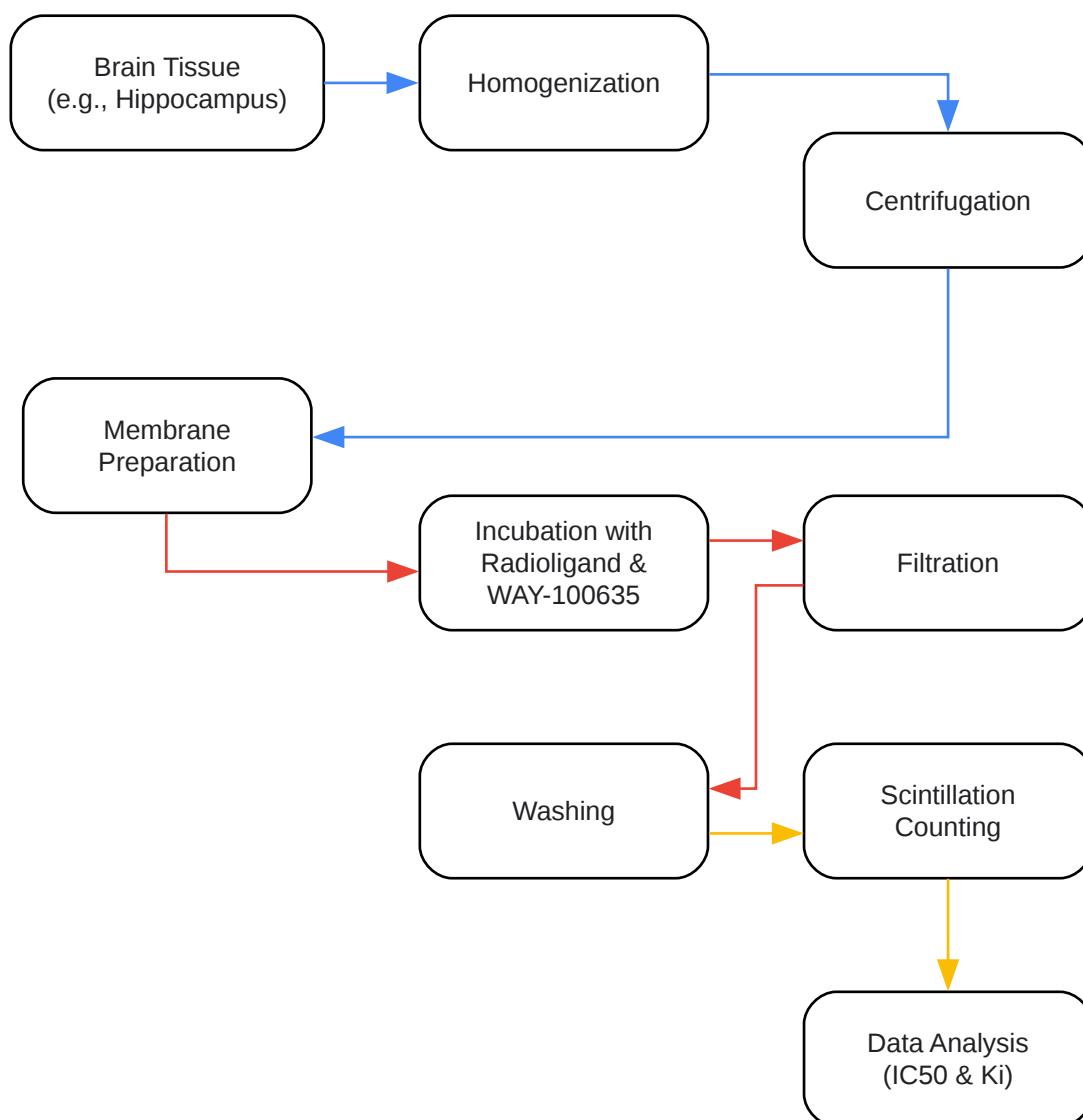 Brain Tissue
(e.g., Hippocampus)
Homogenization
Centrifugation
Membrane
Preparation
Incubation with
Radioligand &
WAY-100635
Filtration
Washing
Scintillation
Counting
Data Analysis
(IC50 & Ki)